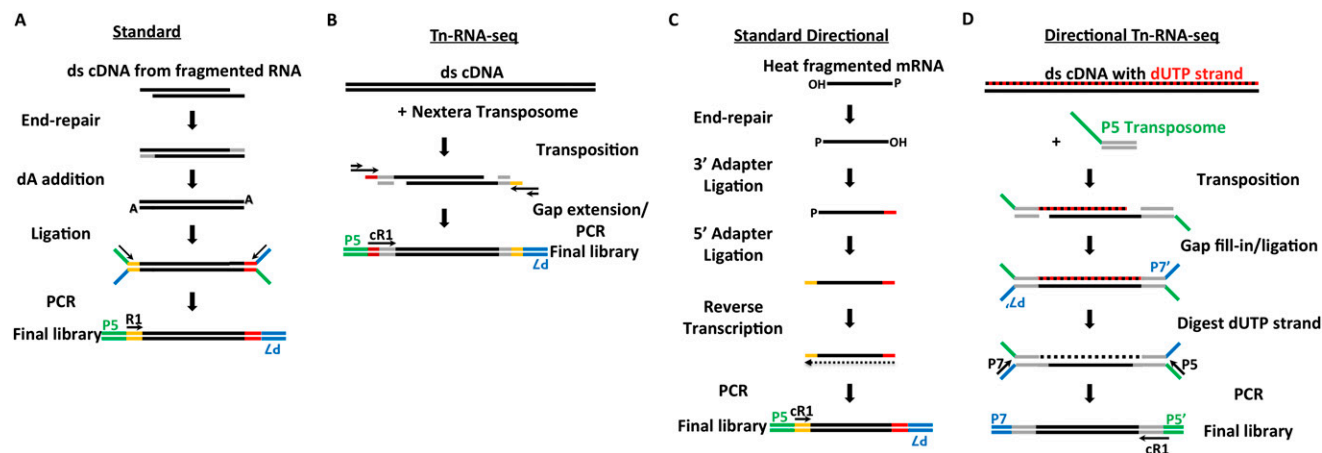 A
Standard
ds cDNA from fragmented RNA
End-repair
dA addition
A
A
Ligation
PCR
P5
R1
Final library
P7
B
Tn-RNA-seq
ds cDNA
+ Nextera Transposome
Transposition
Gap extension/
PCR
P5
cR1
Final library
P7
C
Standard Directional
Heat fragmented mRNA
OH
P
End-repair
P
OH
3’ Adapter
Ligation
P
5’ Adapter
Ligation
Reverse
Transcription
PCR
P5
cR1
Final library
P7
D
Directional Tn-RNA-seq
ds cDNA with dUTP strand
P5 Transposome
+
Transposition
Gap fill-in/ligation
P7’
P7’
Digest dUTP strand
P7
P5
PCR
P7
P5’
Final library
cR1